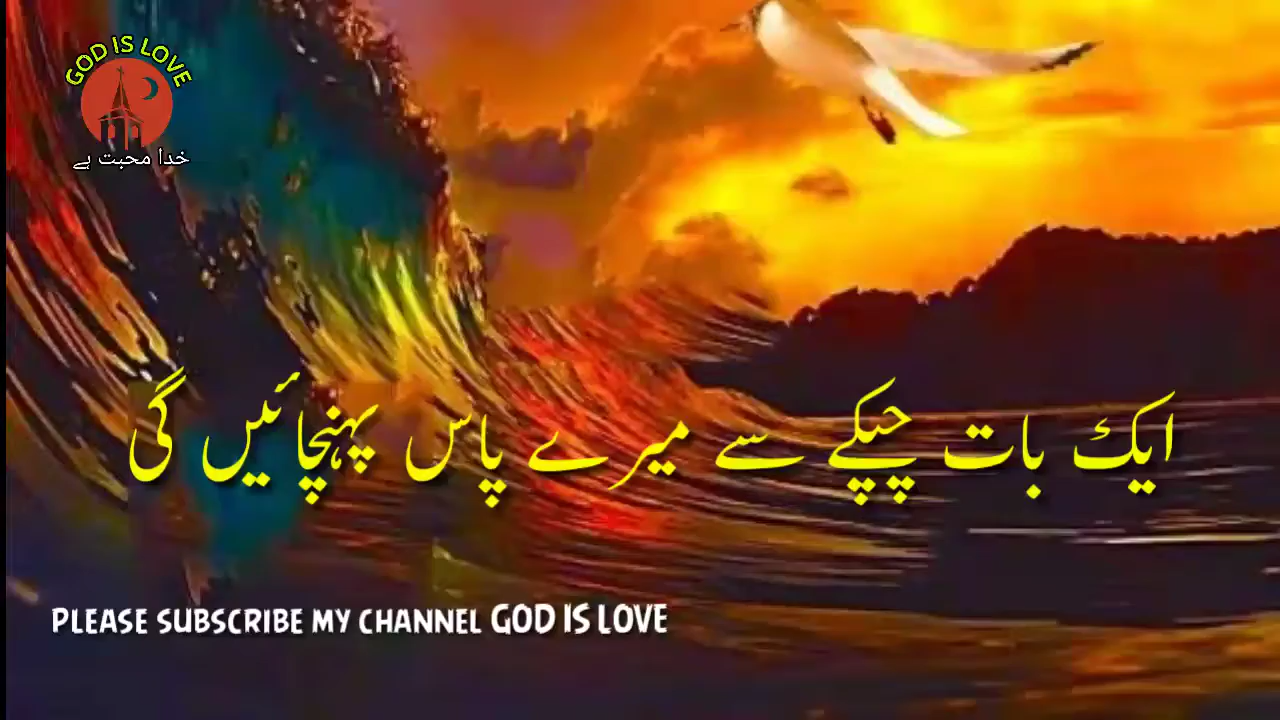 GOD IS LOVE
خدا محبت ہے
ایک بات چپکے سے میرے پاس پہنچائیں گی
PLEASE SUBSCRIBE MY CHANNEL GOD IS LOVE